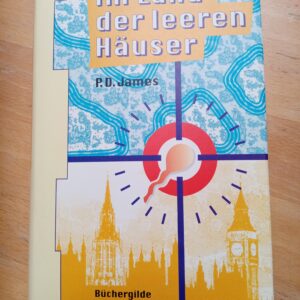 Im Land
der leeren
Häuser
P.D. James
Büchergilde